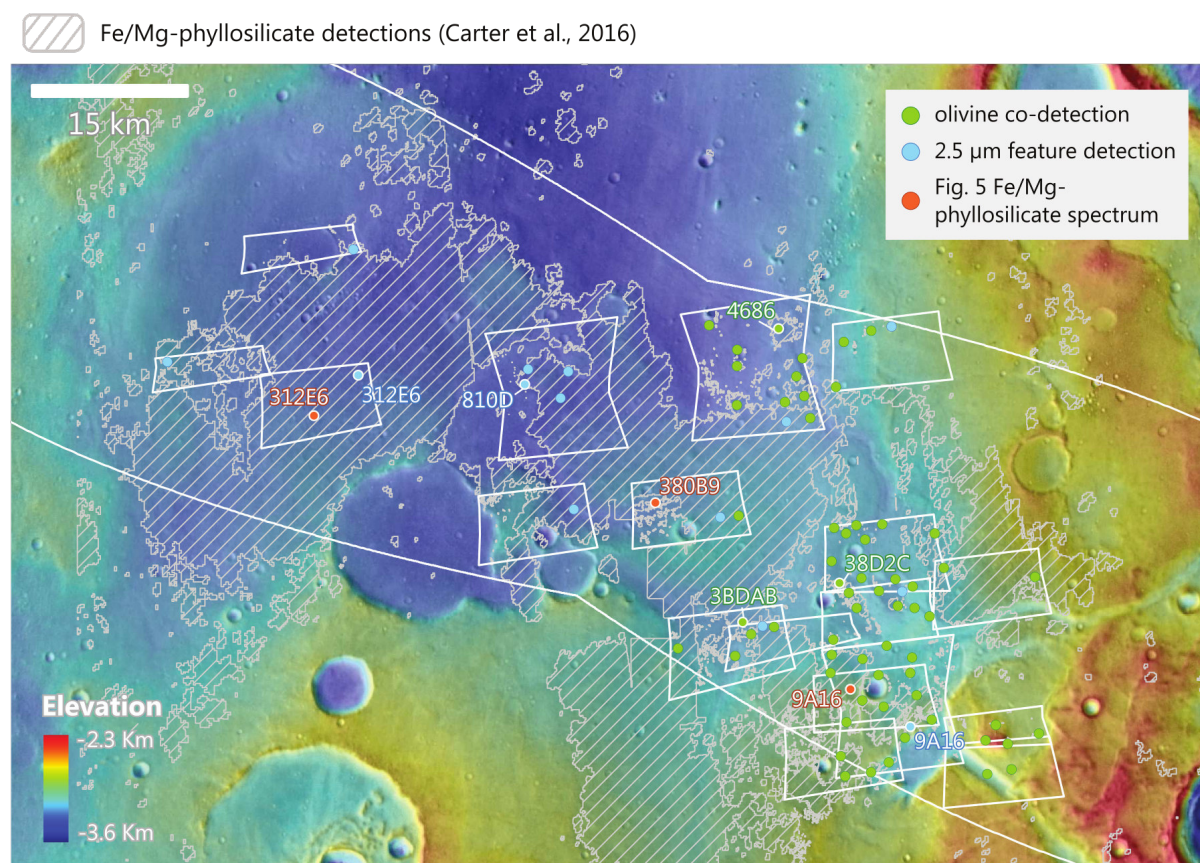 Fe/Mg-phyllosilicate detections (Carter et al., 2016)
15 km
olivine co-detection
2.5 µm feature detection
Fig. 5 Fe/Mg-
phyllosilicate spectrum
4686
312E6
312E6
810D
380B9
38D2C
3BDAB
9A16
9A16
Elevation
-2.3 Km
-3.6 Km